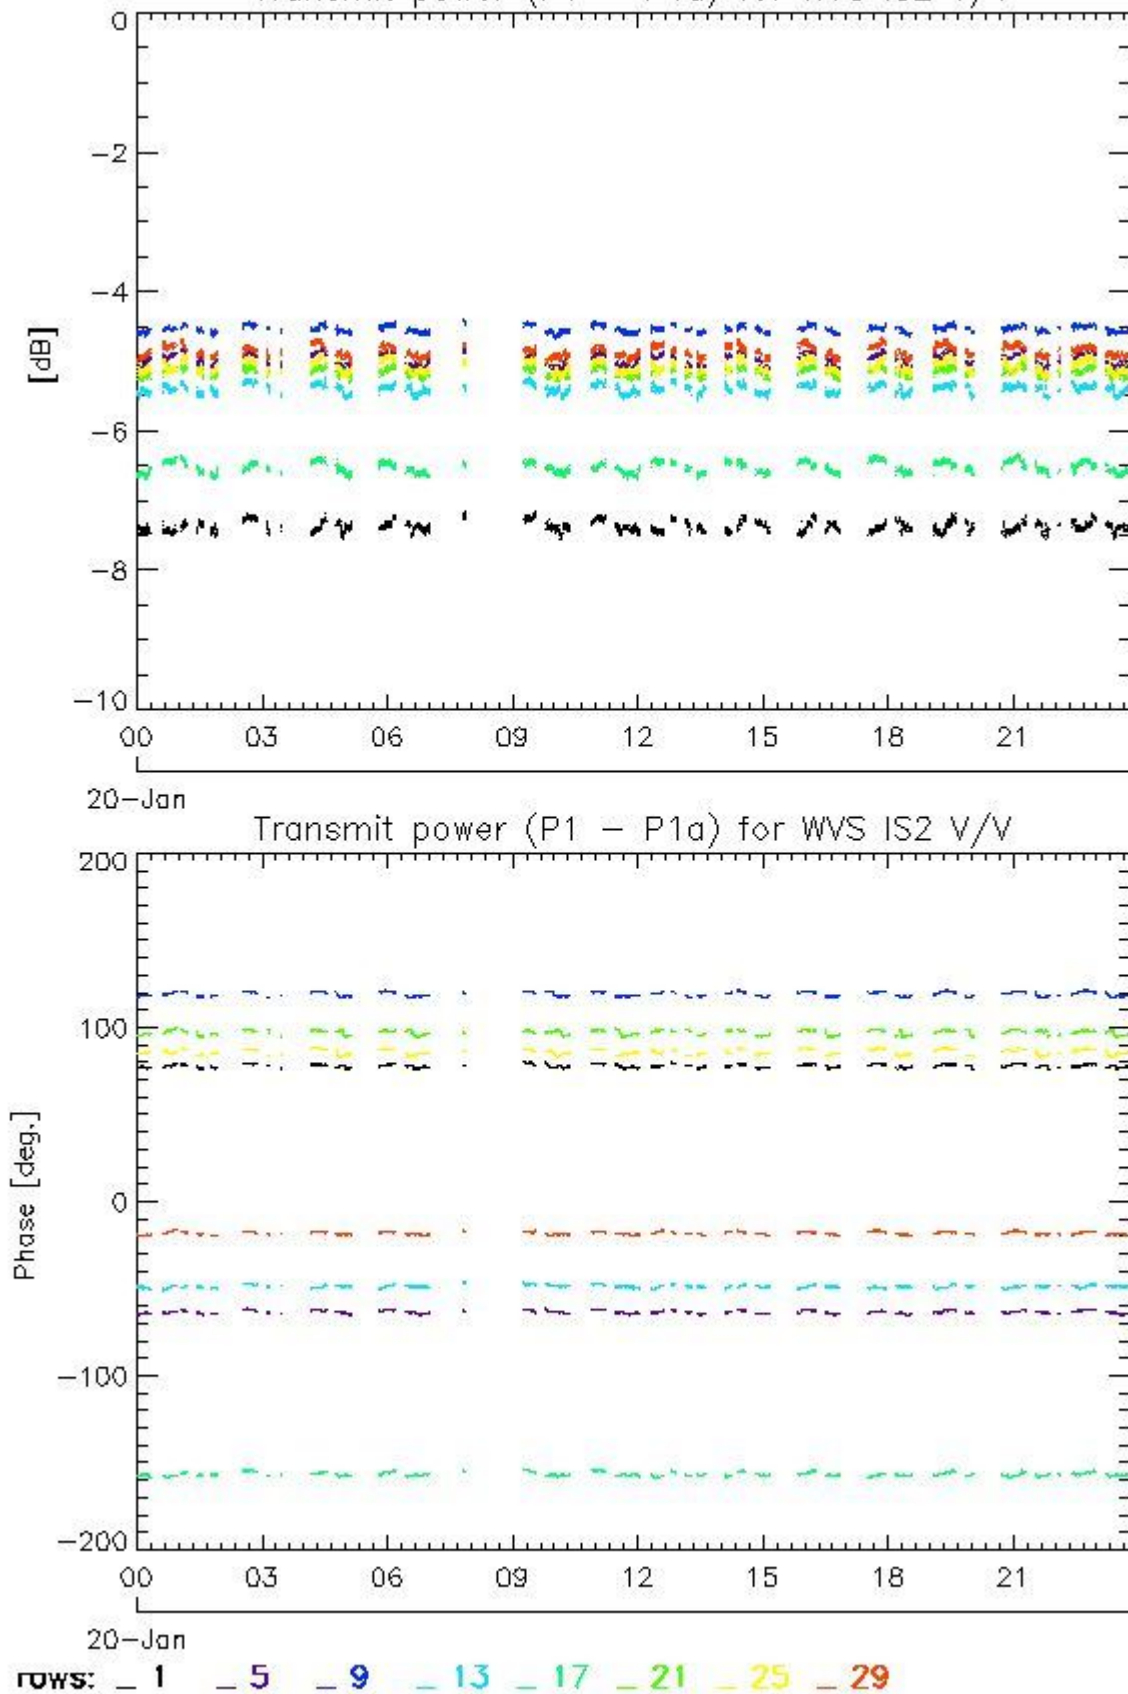 0
-2
-4
[dB]
-6
-8
-10
00 03 06 09 12 15 18 21
20-Jan
Transmit power (P1 - P1a) for WVS IS2 V/V
200
100
Phase [deg.]
0
-100
-200
00 03 06 09 12 15 18 21
20-Jan
rows: _ 1 _ 5 _ 9 _ 13 _ 17 _ 21 _ 25 _ 29